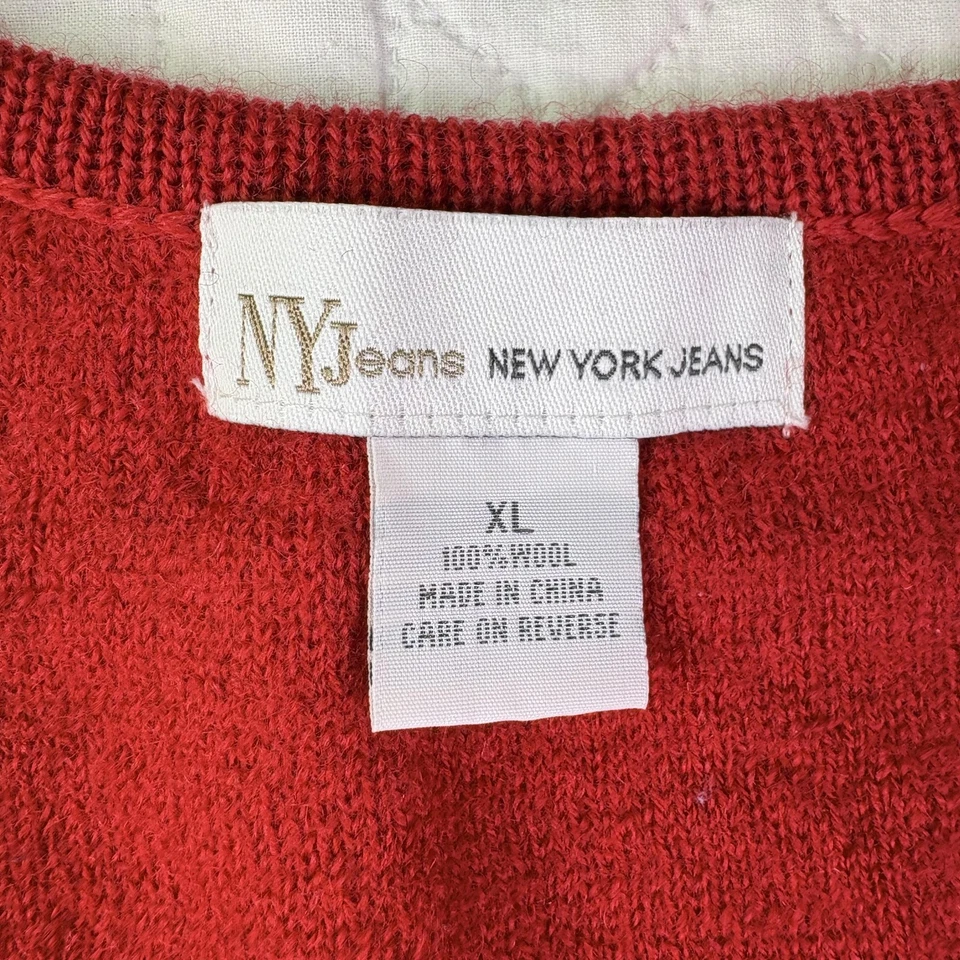 NYJeans NEW YORK JEANS
XL
100% WOOL
MADE IN CHINA
CARE ON REVERSE